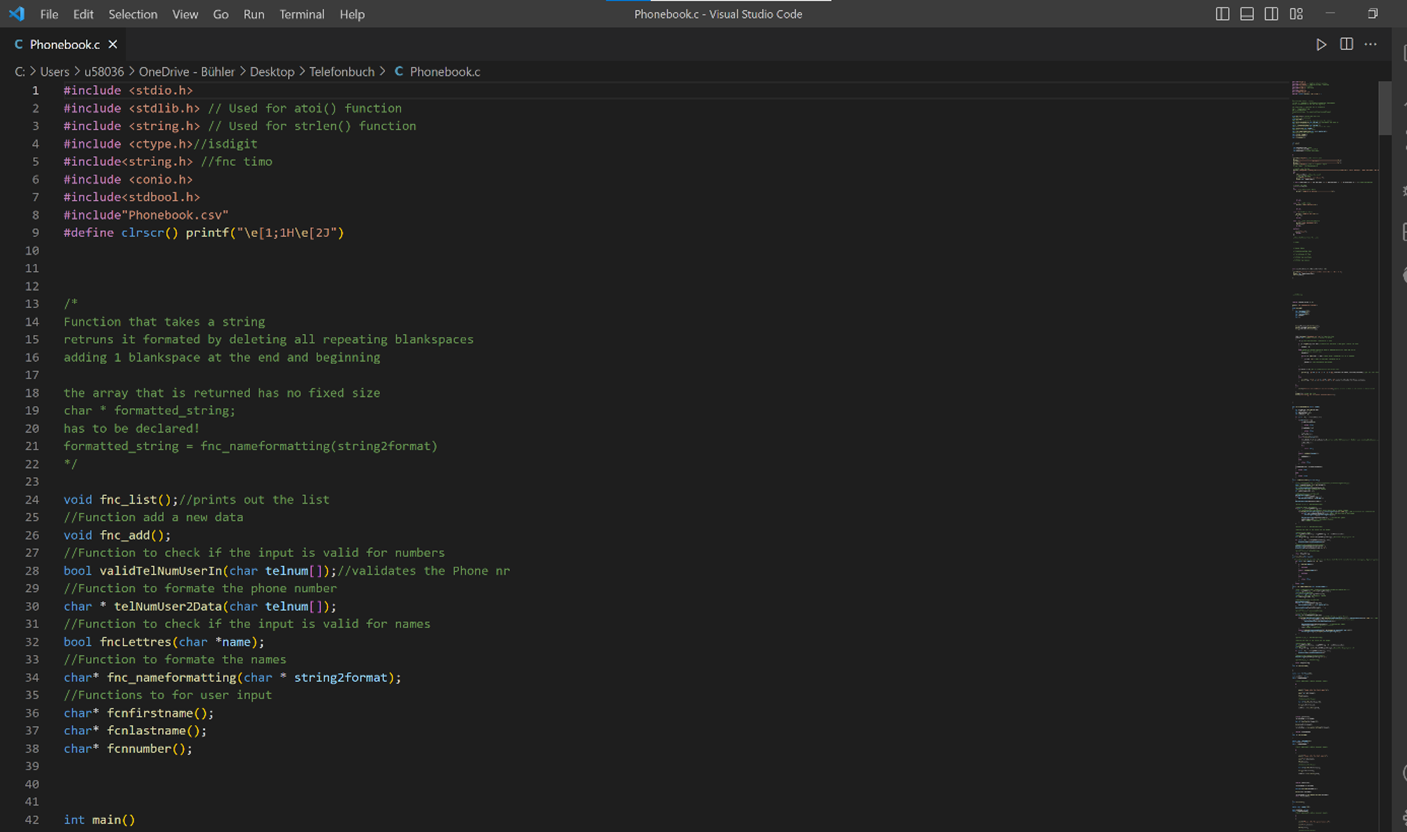 File Edit Selection View Go Run Terminal Help Phonebook.c - Visual Studio Code
C Phonebook.c
C: > Users > u58036 > OneDrive - Bühler > Desktop > Telefonbuch > C Phonebook.c
1 #include <stdio.h>
2 #include <stdlib.h> // Used for atoi() function
3 #include <string.h> // Used for strlen() function
4 #include <ctype.h>//isdigit
5 #include<string.h> //fnc timo
6 #include <conio.h>
7 #include<stdbool.h>
8 #include"Phonebook.csv"
9 #define clrscr() printf("\e[1;1H\e[2J")
10
11
12
13 /*
14 Function that takes a string
15 retruns it formated by deleting all repeating blankspaces
16 adding 1 blankspace at the end and beginning
17
18 the array that is returned has no fixed size
19 char * formatted_string;
20 has to be declared!
21 formatted_string = fnc_nameformatting(string2format)
22 */
23
24 void fnc_list();//prints out the list
25 //Function add a new data
26 void fnc_add();
27 //Function to check if the input is valid for numbers
28 bool validTelNumUserIn(char telnum[]);//validates the Phone nr
29 //Function to formate the phone number
30 char * telNumUser2Data(char telnum[]);
31 //Function to check if the input is valid for names
32 bool fncLettres(char *name);
33 //Function to formate the names
34 char* fnc_nameformatting(char * string2format);
35 //Functions to for user input
36 char* fcnfirstname();
37 char* fcnlastname();
38 char* fcnnumber();
39
40
41
42 int main()